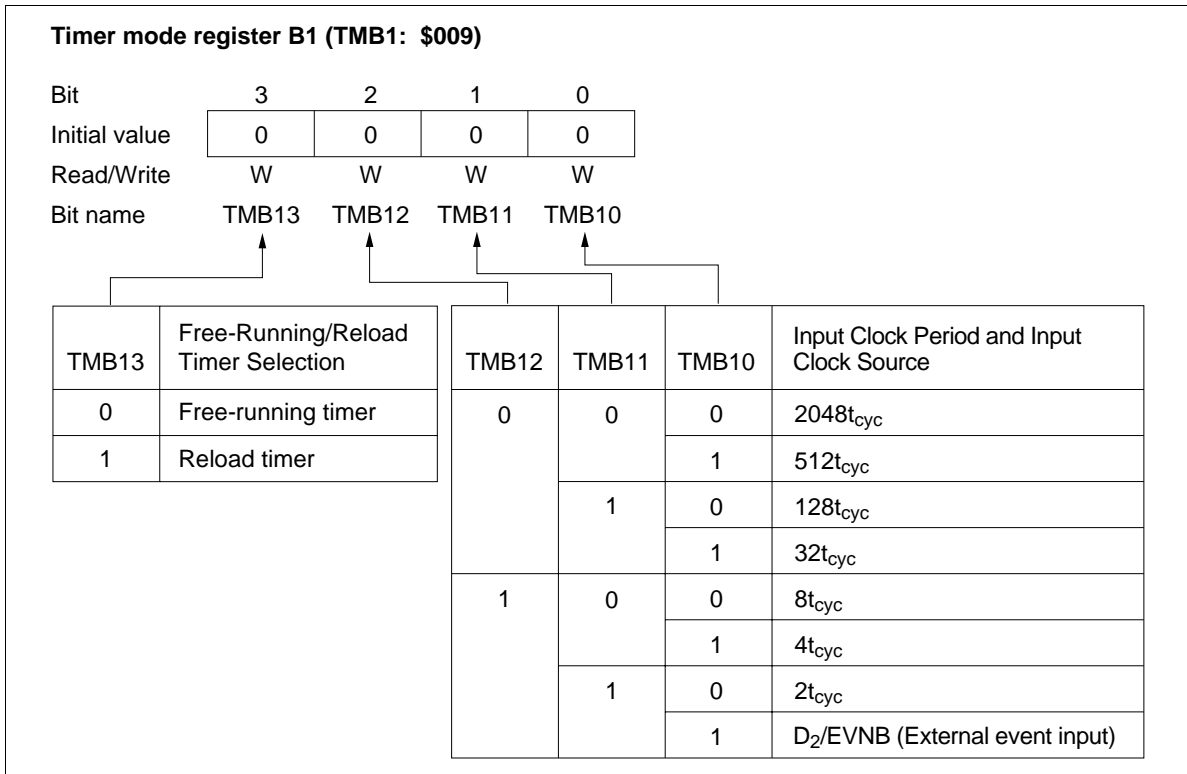 Timer mode register B1 (TMB1: $009)
Bit 3 2 1 0
Initial value 0 0 0 0
Read/Write W W W W
Bit name TMB13 TMB12 TMB11 TMB10
TMB13 Free-Running/Reload
Timer Selection
0 Free-running timer
1 Reload timer
TMB12 TMB11 TMB10 Input Clock Period and Input
Clock Source
0 0 0 2048tcyc
1 512tcyc
1 0 128tcyc
1 32tcyc
1 0 0 8tcyc
1 4tcyc
1 0 2tcyc
1 D2/EVNB (External event input)